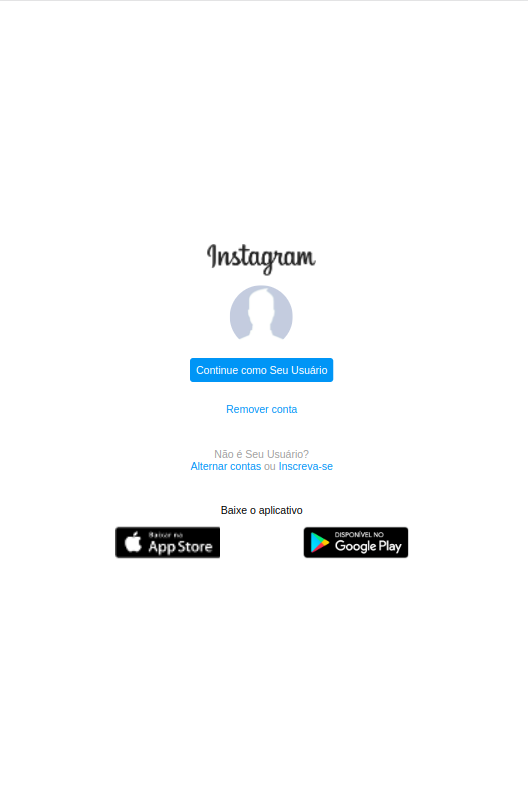 Instagram
Continue como Seu Usuário
Remover conta
Não é Seu Usuário?
Alternar contas ou Inscreva-se
Baixe o aplicativo
Baixar na
App Store
DISPONÍVEL NO
Google Play